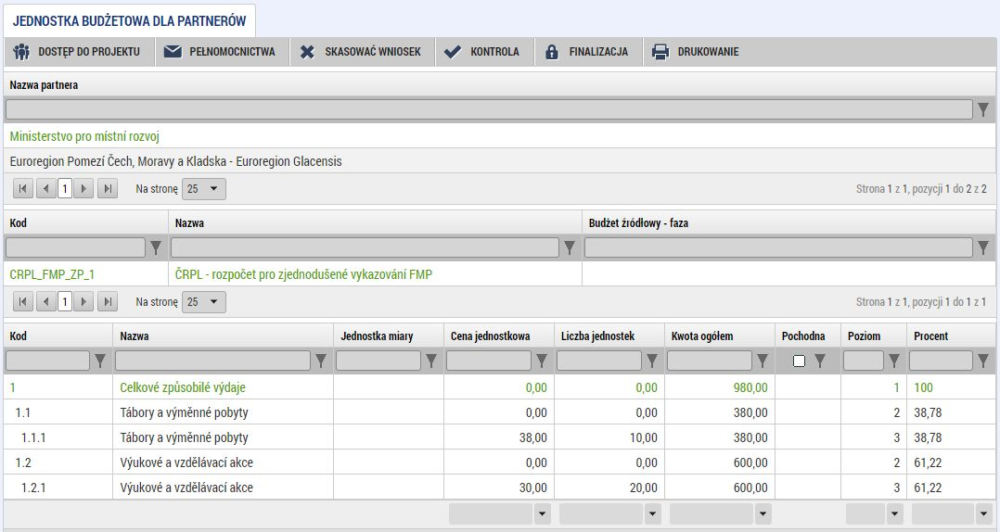 JEDNOSTKA BUDŻETOWA DLA PARTNERÓW
DOSTĘP DO PROJEKTU PEŁNOMOCNICTWA SKASOWAĆ WNIOSEK KONTROLA FINALIZACJA DRUKOWANIE
Nazwa partnera
Ministerstvo pro místní rozvoj
Euroregion Pomezí Čech, Moravy a Kladska - Euroregion Glacensis
1 Na stronę 25 Strona 1 z 1, pozycji 1 do 2 z 2
Kod Nazwa Budżet źródłowy - faza
CRPL_FMP_ZP_1 ČRPL - rozpočet pro zjednodušené vykazování FMP
1 Na stronę 25 Strona 1 z 1, pozycji 1 do 1 z 1
Kod Nazwa Jednostka miary Cena jednostkowa Liczba jednostek Kwota ogółem Pochodna Poziom Procent
1 Celkové způsobilé výdaje 0,00 0,00 980,00 1 100
1.1 Tábory a výměnné pobyty 0,00 0,00 380,00 2 38,78
1.1.1 Tábory a výměnné pobyty 38,00 10,00 380,00 3 38,78
1.2 Výukové a vzdělávací akce 0,00 0,00 600,00 2 61,22
1.2.1 Výukové a vzdělávací akce 30,00 20,00 600,00 3 61,22